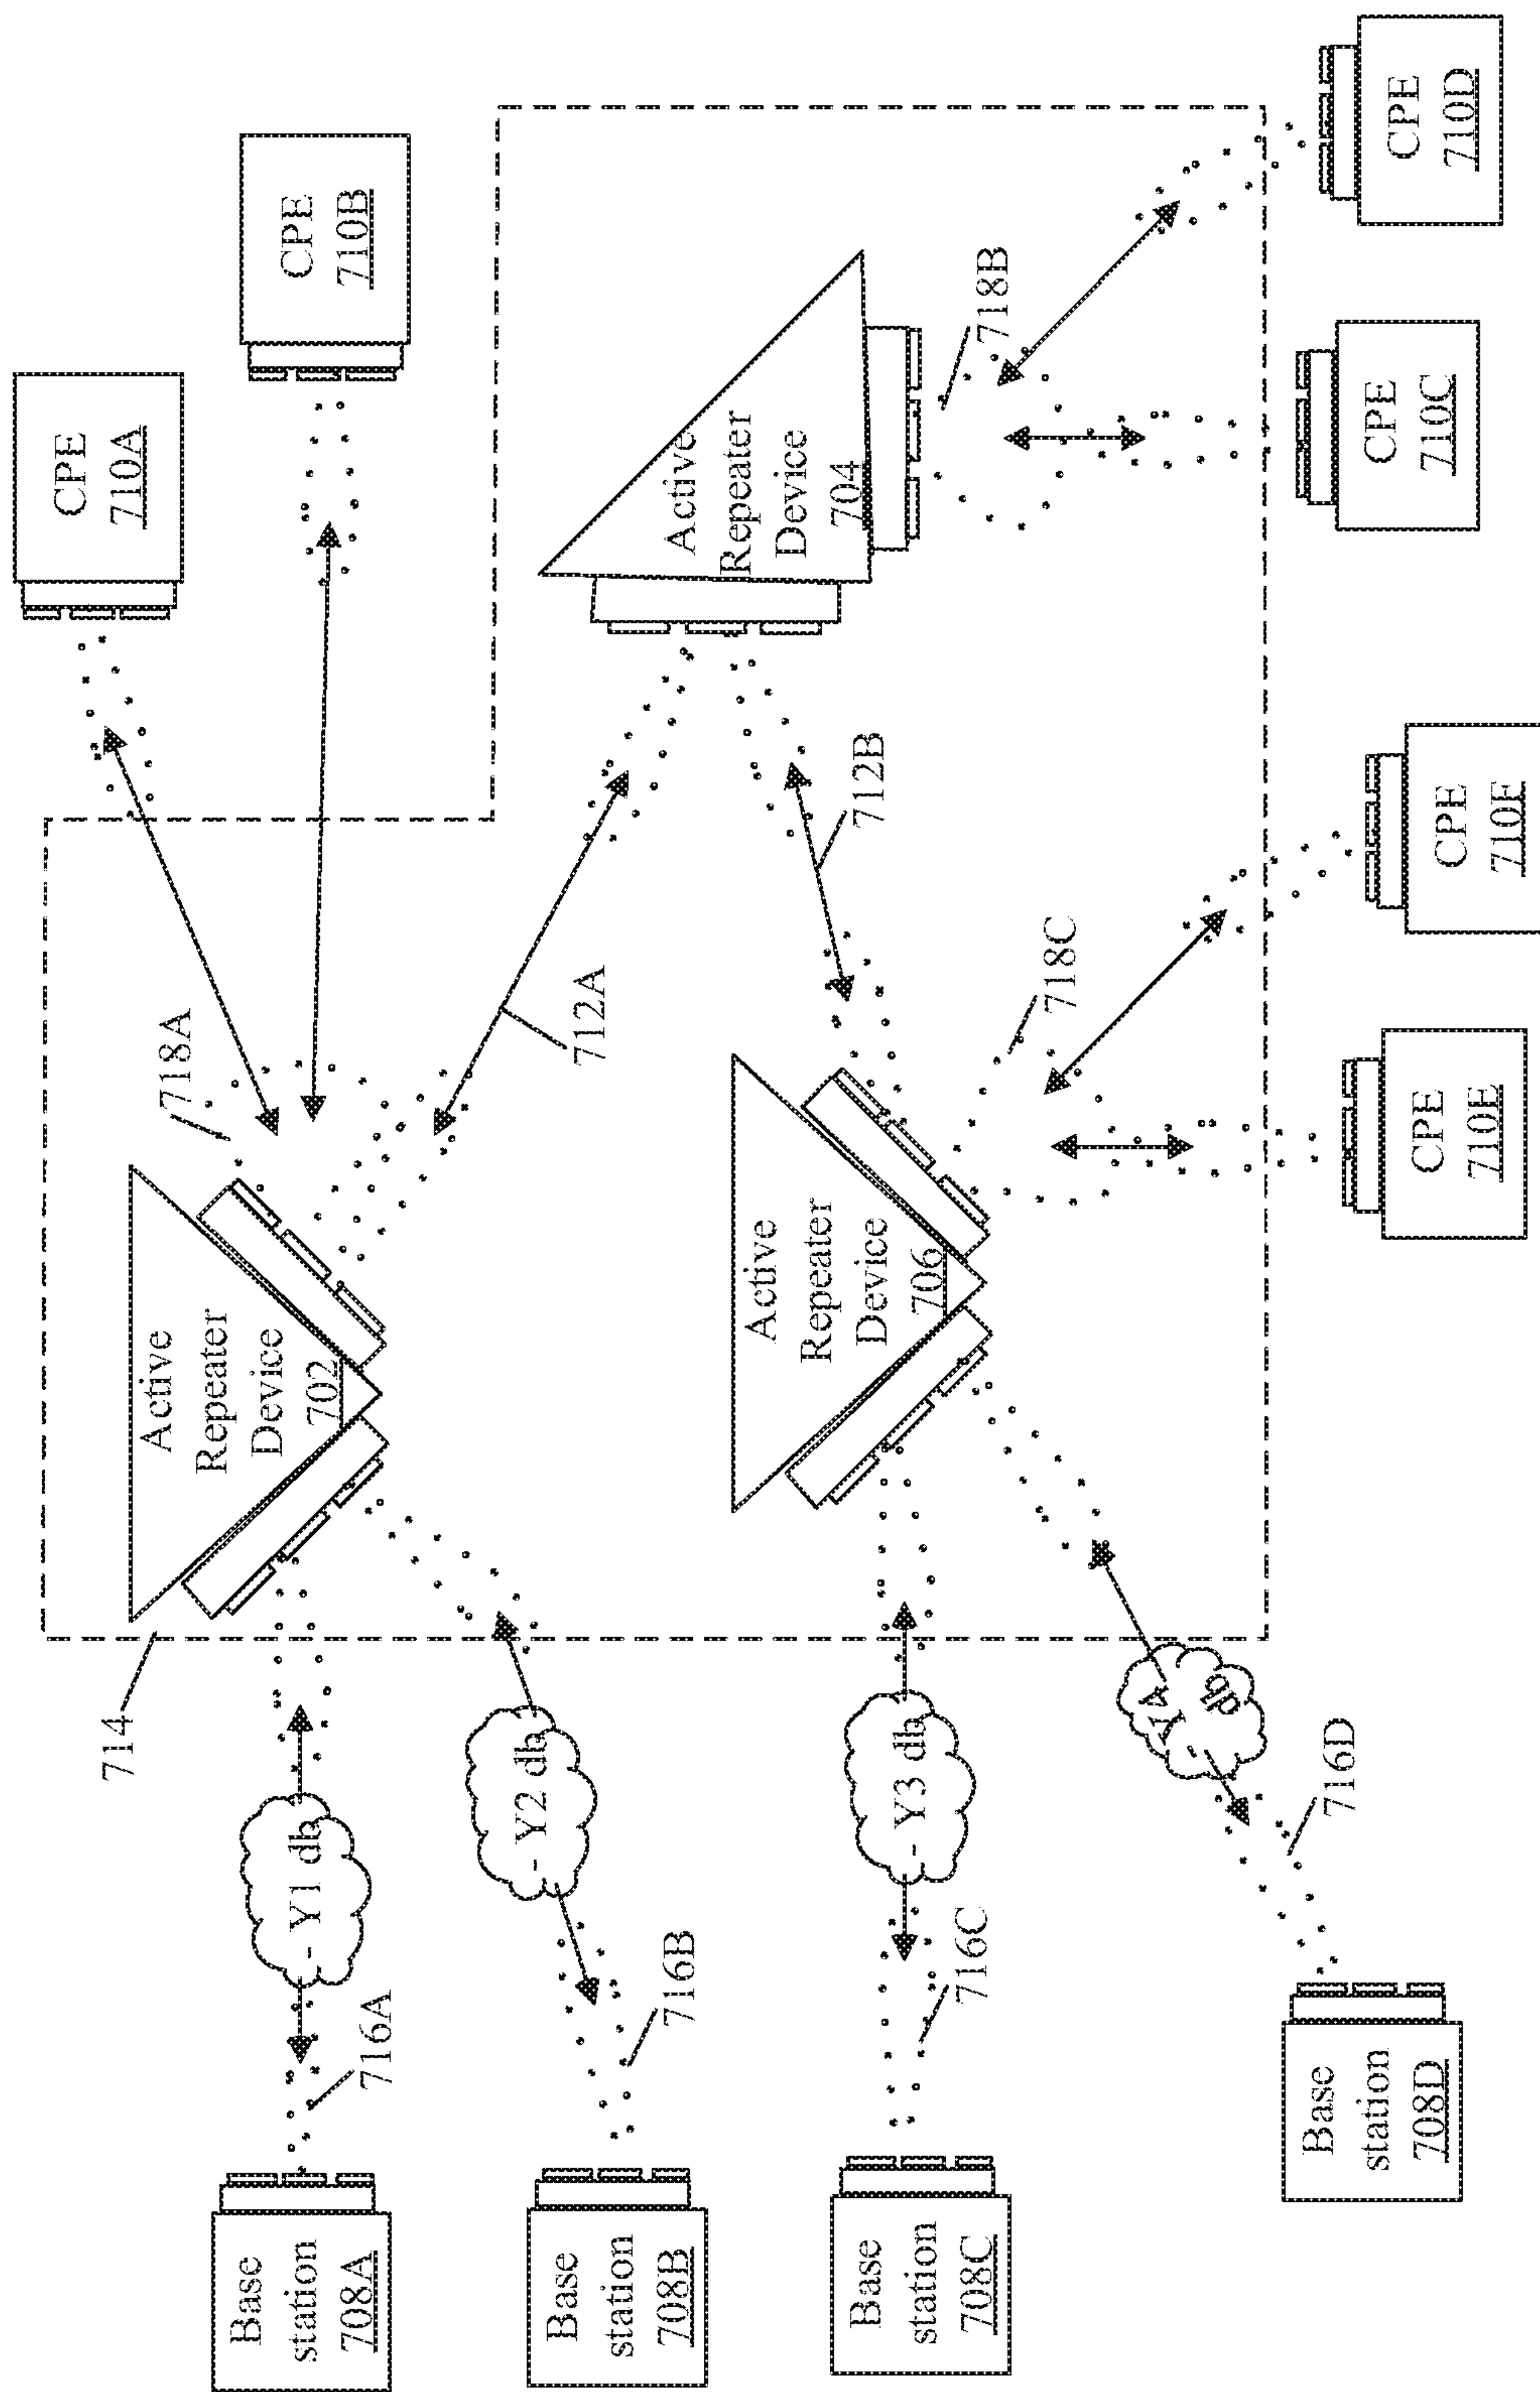 CPE
710A
CPE
710B
718A
712A
Active
Repeater
Device
702
714
- Y1 db
716A
Base
station
708A
- Y2 db
716B
Base
station
708B
Active
Repeater
Device
704
718B
712B
CPE
710D
CPE
710C
Active
Repeater
Device
706
718C
CPE
710F
CPE
710E
- Y3 db
716C
Base
station
708C
db
716D
Base
station
708D